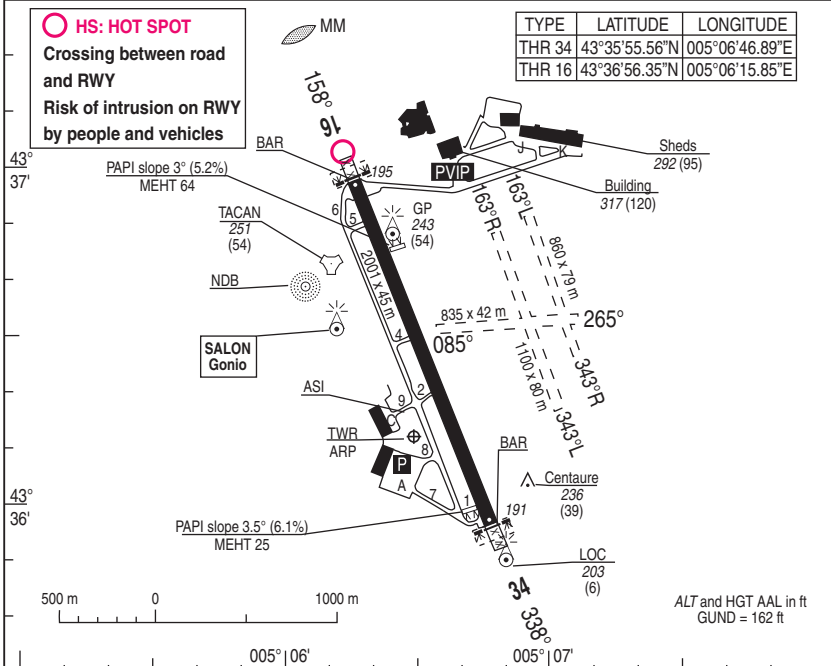 HS: HOT SPOT
Crossing between road
and RWY
Risk of intrusion on RWY
by people and vehicles
MM
TYPE LATITUDE LONGITUDE
THR 34 43°35'55.56”N 005°06'46.89”E
THR 16 43°36'56.35”N 005°06'15.85”E
158°
16
BAR
195
PAPI slope 3° (5.2%)
MEHT 64
43°
37'
J
K
Sheds
292 (95)
PVIP
Building
317 (120)
163°R
163°L
TACAN
251
(54)
6
5
GP
243
(54)
NDB
2001 x 45 m
860 x 79 m
835 x 42 m
265°
085°
SALON
Gonio
4
1100 x 80 m
343°R
343°L
ASI
9
2
C
TWR
ARP
8
P
A
7
1
BAR
191
Centaure
236
(39)
43°
36'
PAPI slope 3.5° (6.1%)
MEHT 25
LOC
203
(6)
34
338°
500 m 0 1000 m
ALT and HGT AAL in ft
GUND = 162 ft
005°06' 005°07'